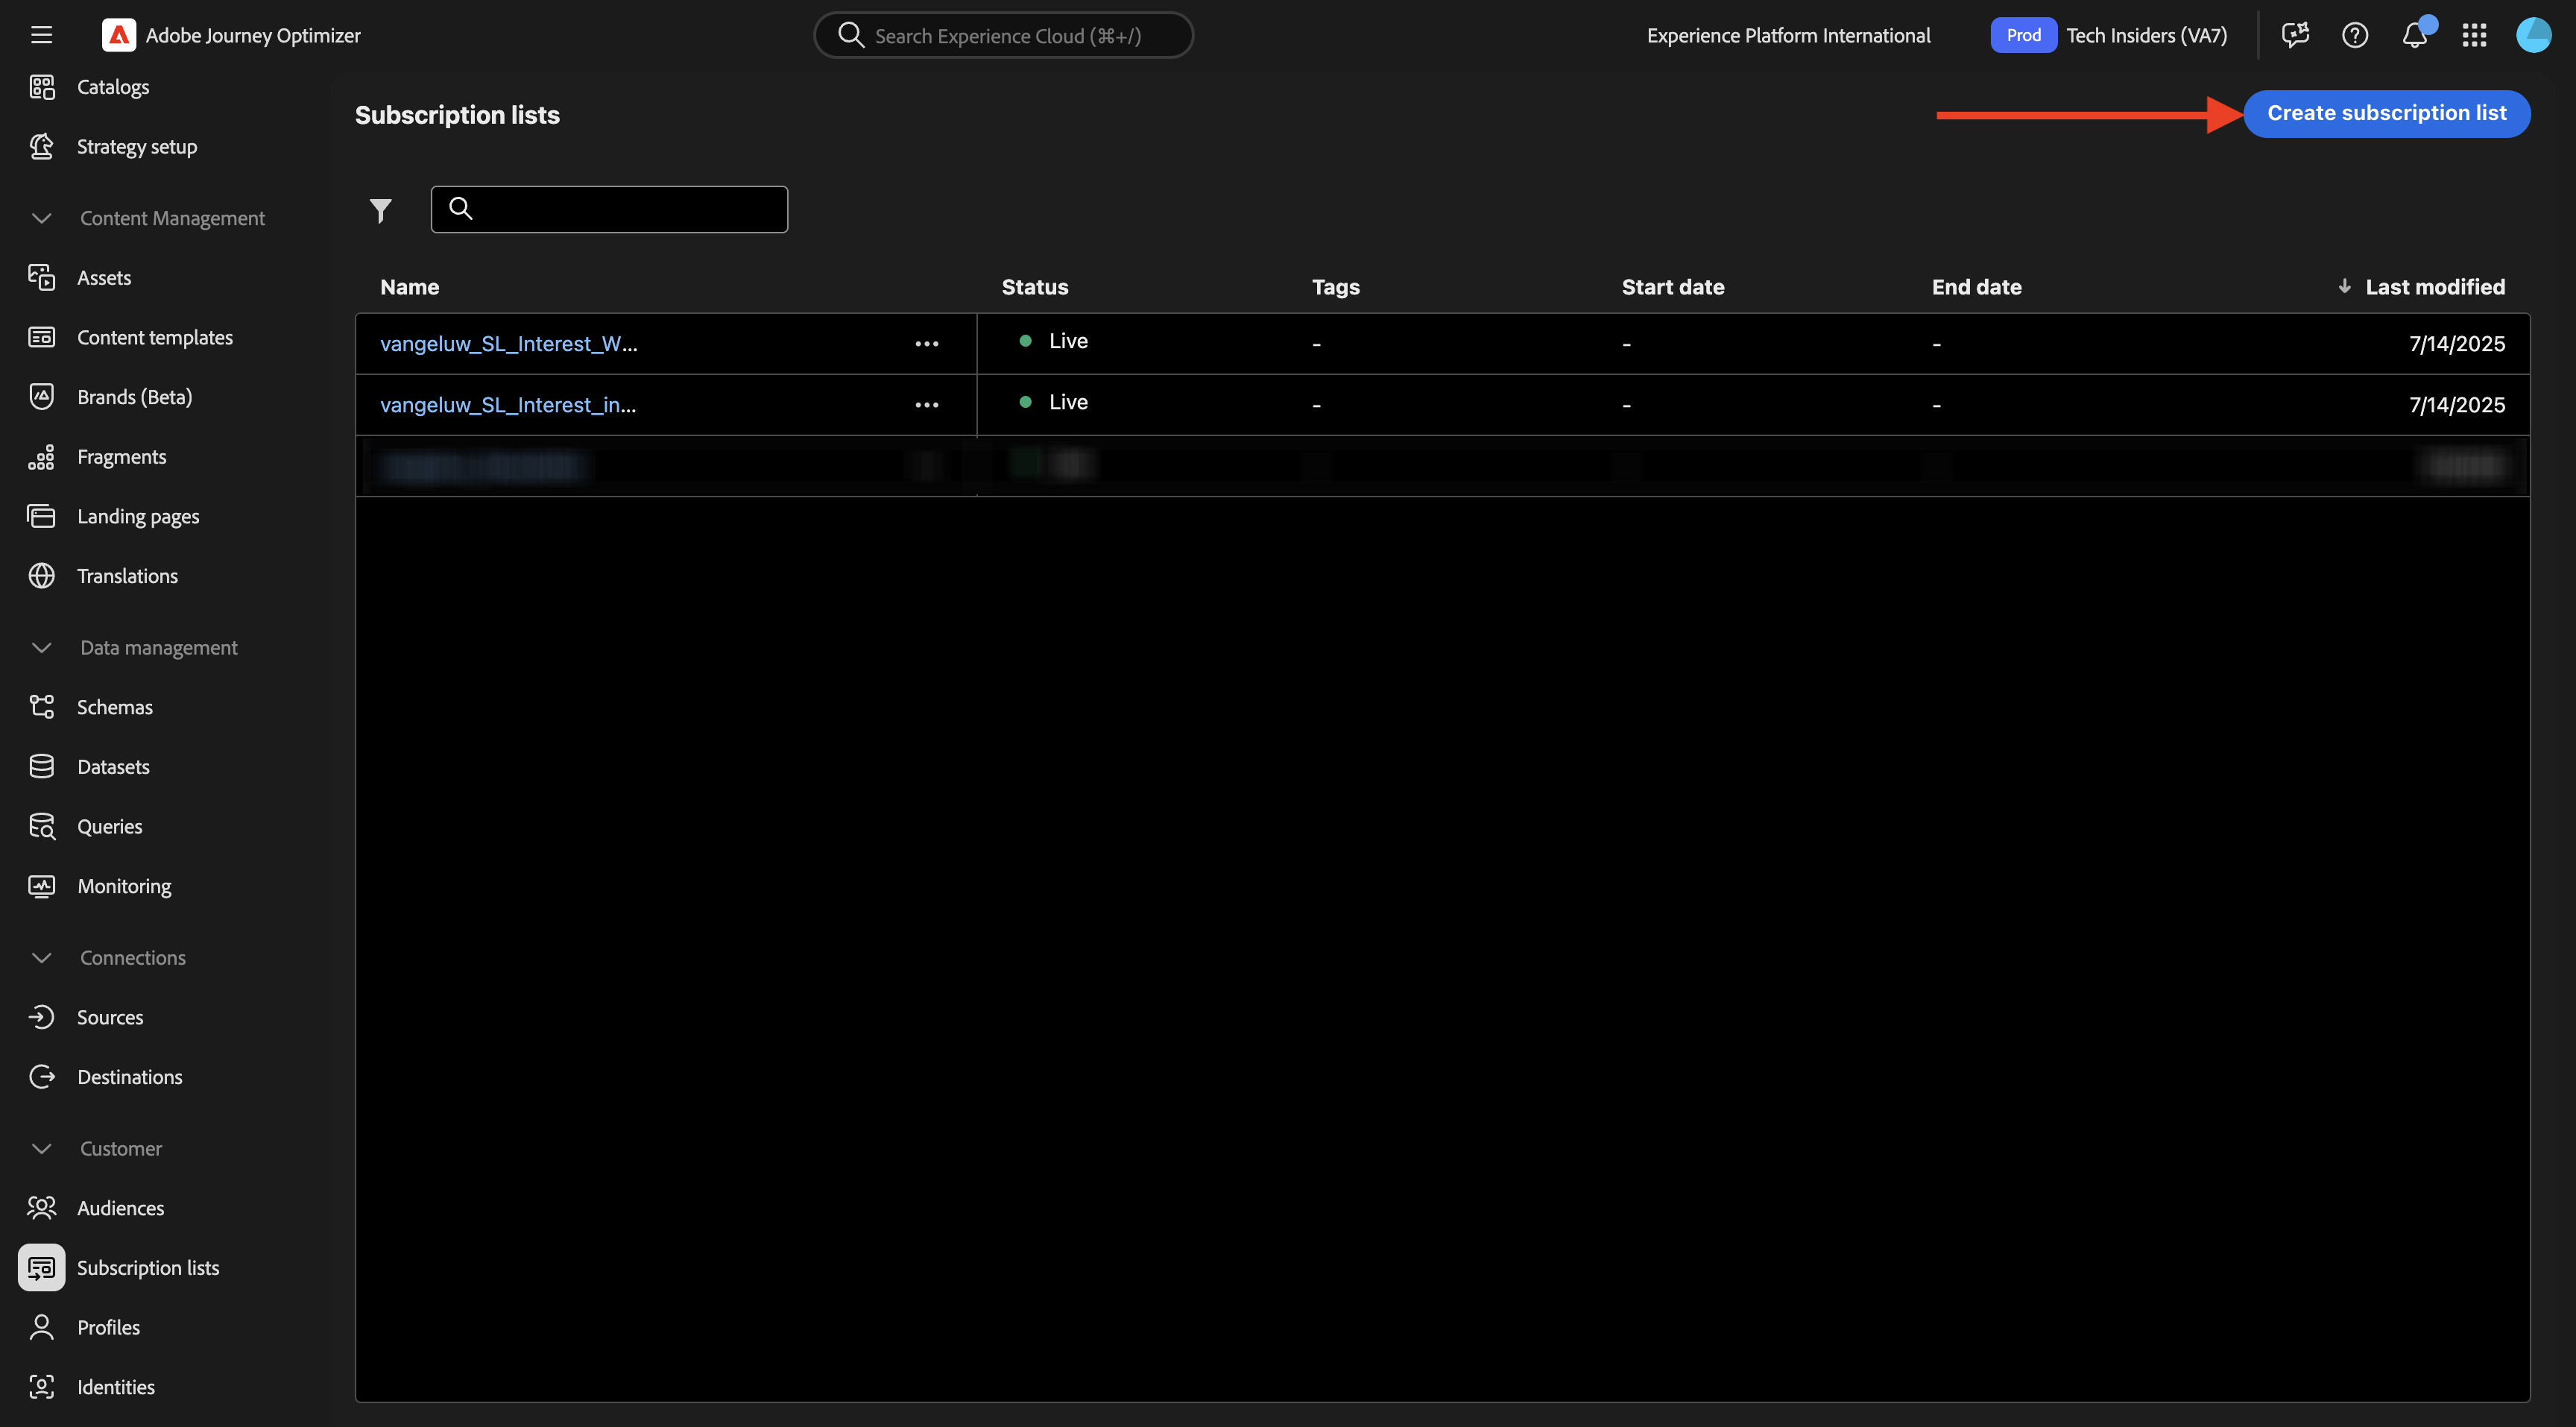 Adobe Journey Optimizer
Search Experience Cloud (⌘+/)
Experience Platform International
Prod
Tech Insiders (VA7)
Catalogs
Strategy setup
Content Management
Assets
Content templates
Brands (Beta)
Fragments
Landing pages
Translations
Data management
Schemas
Datasets
Queries
Monitoring
Connections
Sources
Destinations
Customer
Audiences
Subscription lists
Profiles
Identities
Subscription lists
Create subscription list
Name Status Tags Start date End date Last modified
vangeluw_SL_Interest_W... Live - - - 7/14/2025
vangeluw_SL_Interest_in... Live - - - 7/14/2025